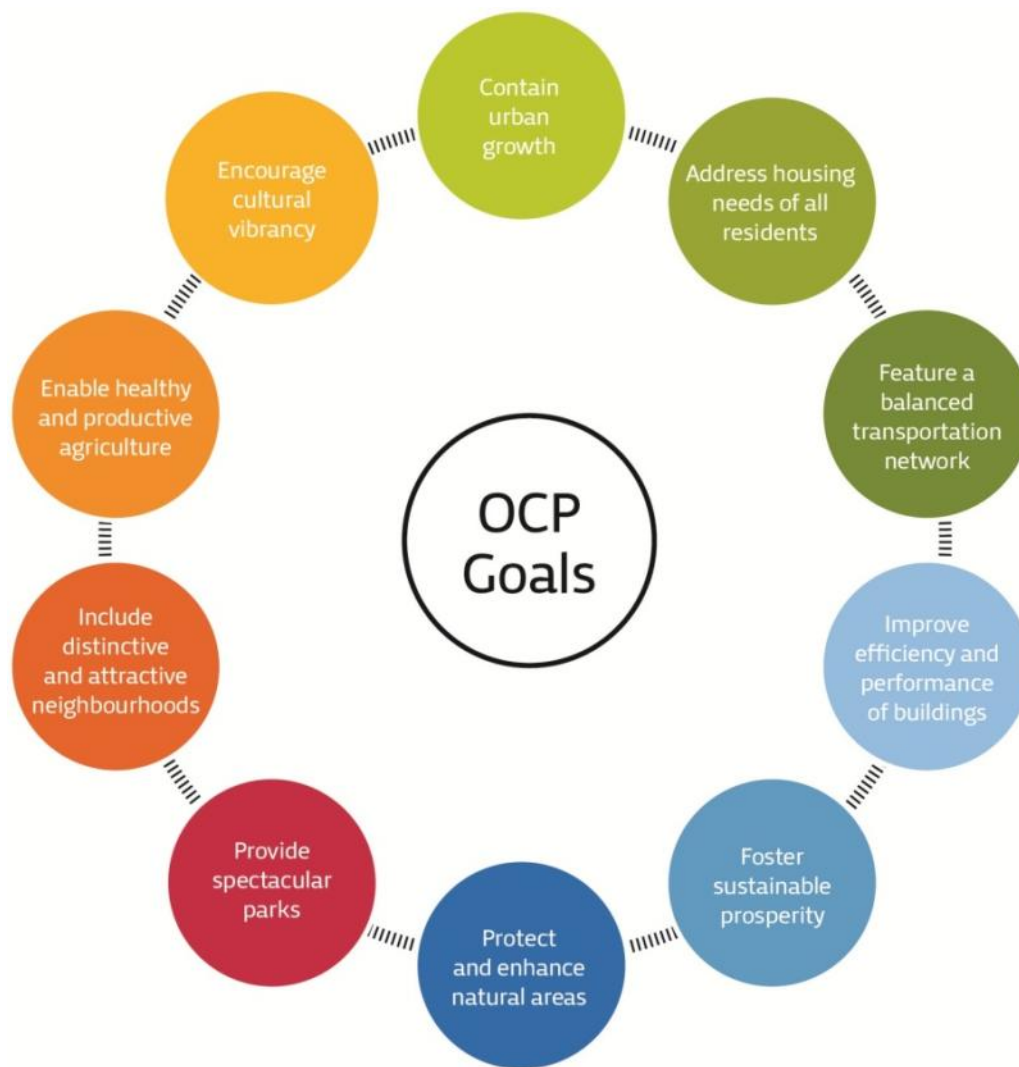 Contain
urban
growth
Address housing
needs of all
residents
Feature a
balanced
transportation
network
Improve
efficiency and
performance
of buildings
Foster
sustainable
prosperity
Protect
and enhance
natural areas
Provide
spectacular
parks
Include
distinctive
and attractive
neighbourhoods
Enable healthy
and productive
agriculture
Encourage
cultural
vibrancy
OCP
Goals